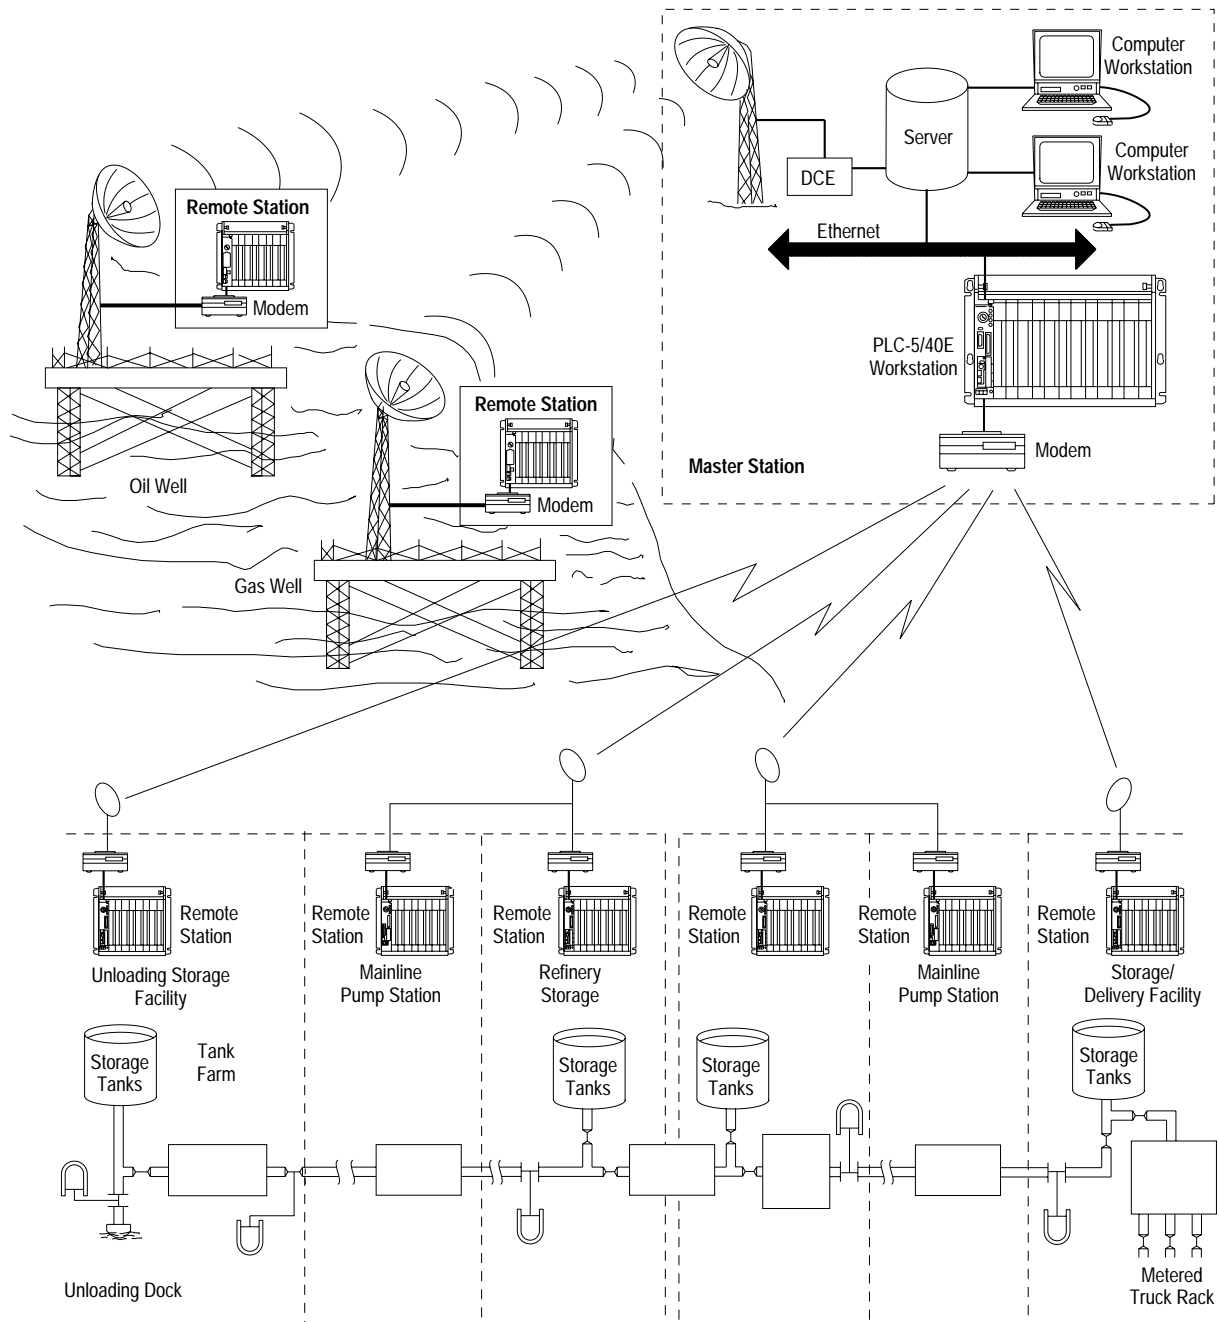 Computer
Workstation
Server
DCE
Computer
Workstation
Ethernet
Remote Station
Modem
PLC-5/40E
Workstation
Remote Station
Modem
Master Station
Modem
Oil Well
Gas Well
Remote
Station
Remote
Station
Remote
Station
Remote
Station
Remote
Station
Remote
Station
Unloading Storage
Facility
Mainline
Pump Station
Refinery
Storage
Mainline
Pump Station
Storage/
Delivery Facility
Storage
Tanks
Tank
Farm
Storage
Tanks
Storage
Tanks
Storage
Tanks
Unloading Dock
Metered
Truck Rack